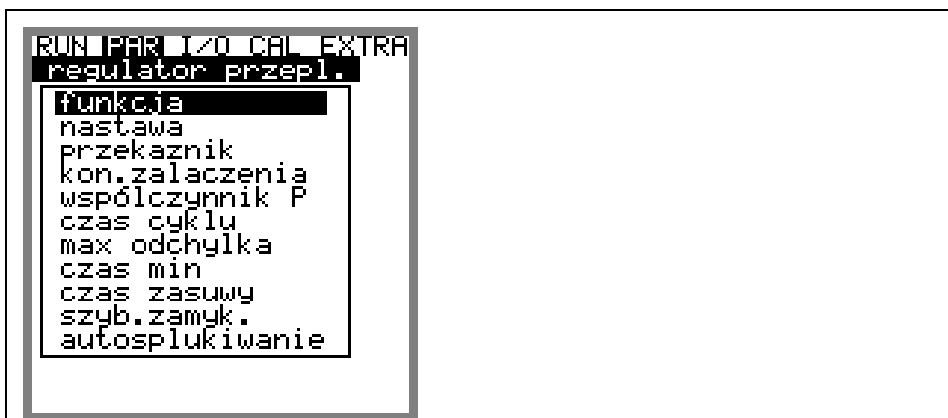 RUN PAR I/O CAL EXTRA
regulator przepl.
funkcja
nastawa
przekaznik
kon.zalaczenia
wspólczynnik P
czas cyklu
max odchylka
czas min
czas zasuwy
szyb.zamyk.
autosplukiwanie